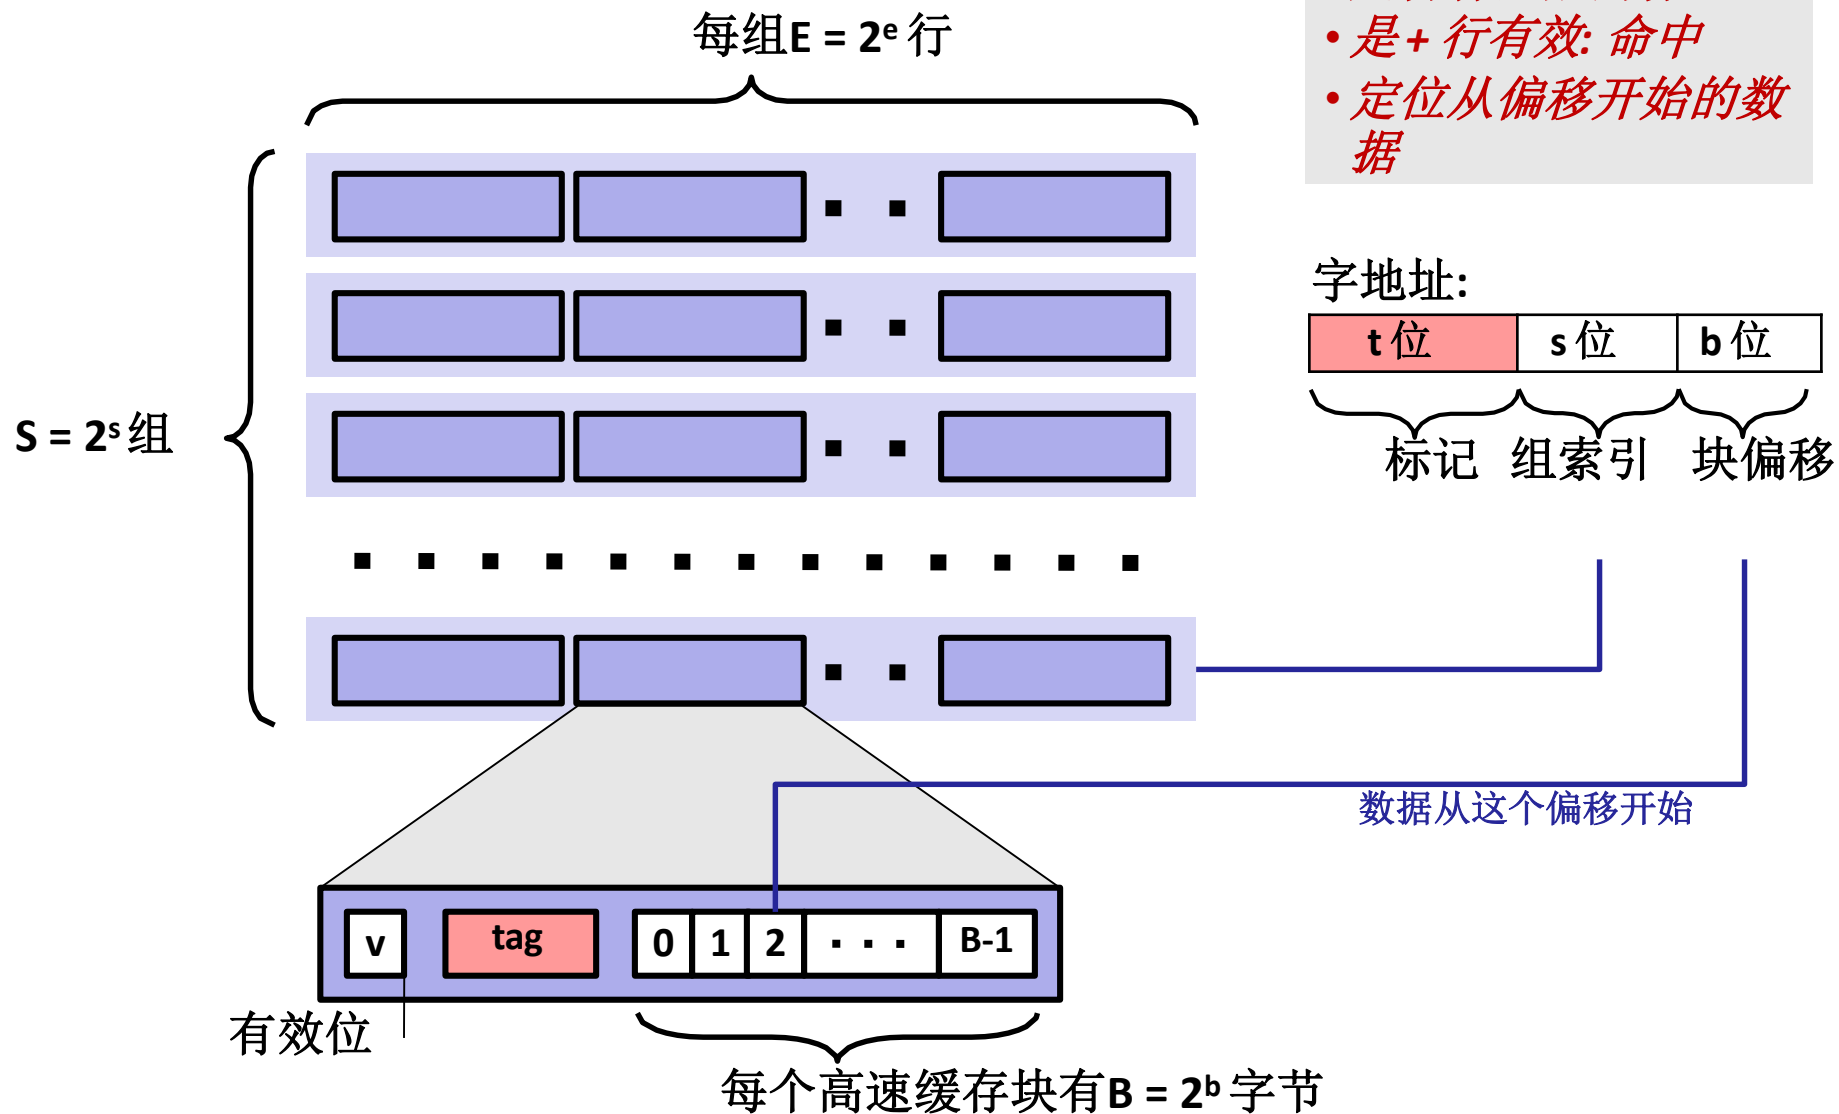 每组E = 2ᵉ 行
• 是 + 行有效: 命中
• 定位从偏移开始的数
据
字地址:
t 位 s 位 b 位
标记 组索引 块偏移
S = 2ˢ 组
数据从这个偏移开始
v tag 0 1 2 ··· B-1
有效位
每个高速缓存块有B = 2ᵇ 字节